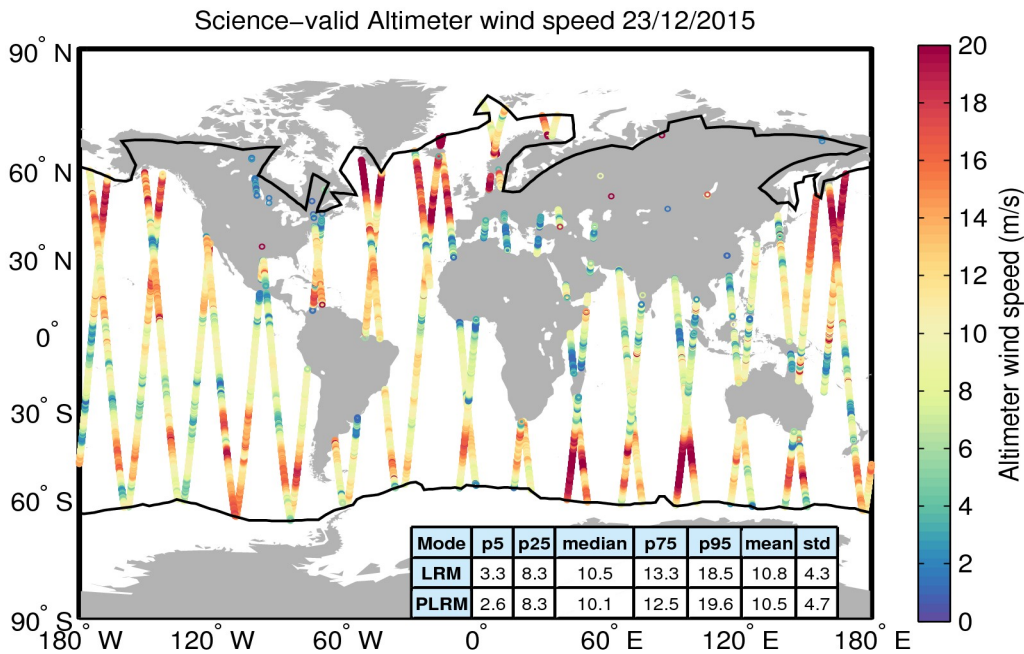 Science-valid Altimeter wind speed 23/12/2015
90° N
60° N
30° N
0°
30° S
60° S
90° S
180° W
120° W
60° W
0°
60° E
120° E
180° E
Mode p5 p25 median p75 p95 mean std
LRM 3.3 8.3 10.5 13.3 18.5 10.8 4.3
PLRM 2.6 8.3 10.1 12.5 19.6 10.5 4.7
20
18
16
14
12
10
8
6
4
2
0
Altimeter wind speed (m/s)